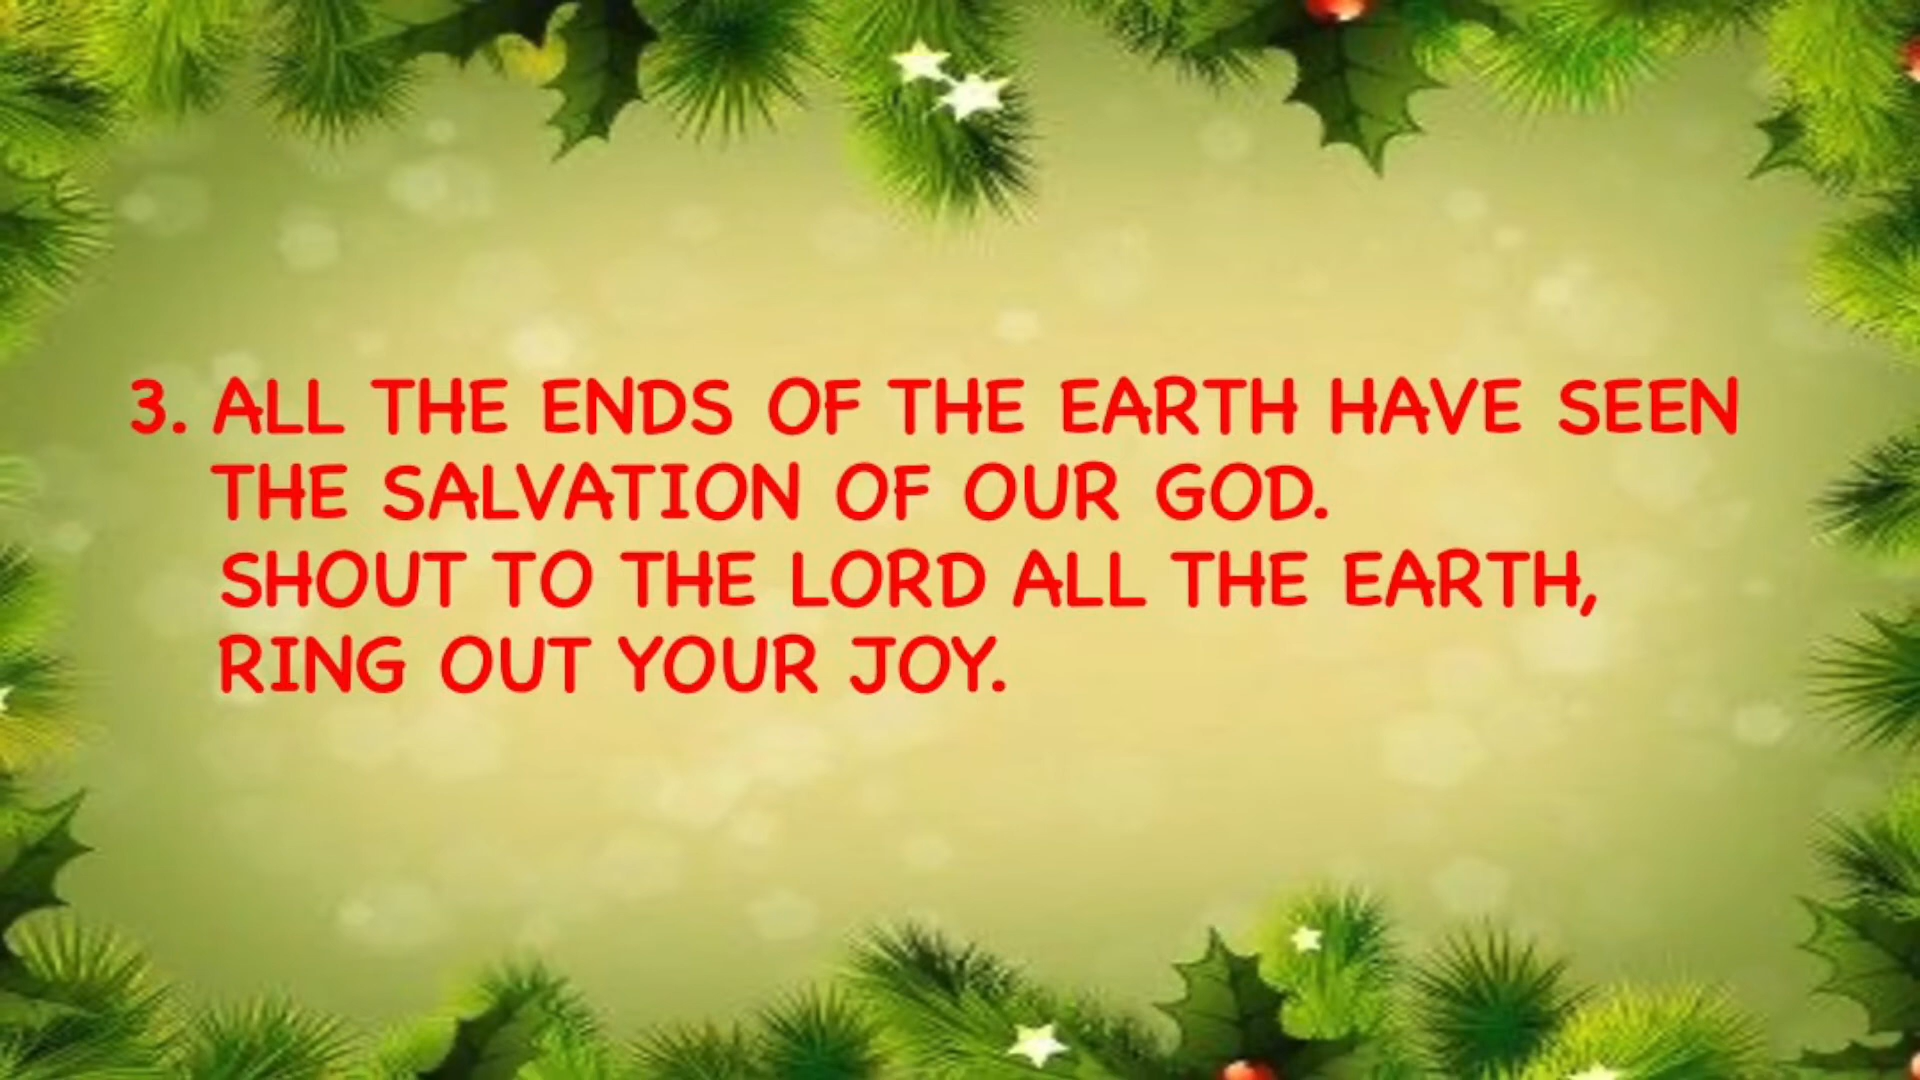 3. ALL THE ENDS OF THE EARTH HAVE SEEN
THE SALVATION OF OUR GOD.
SHOUT TO THE LORD ALL THE EARTH,
RING OUT YOUR JOY.